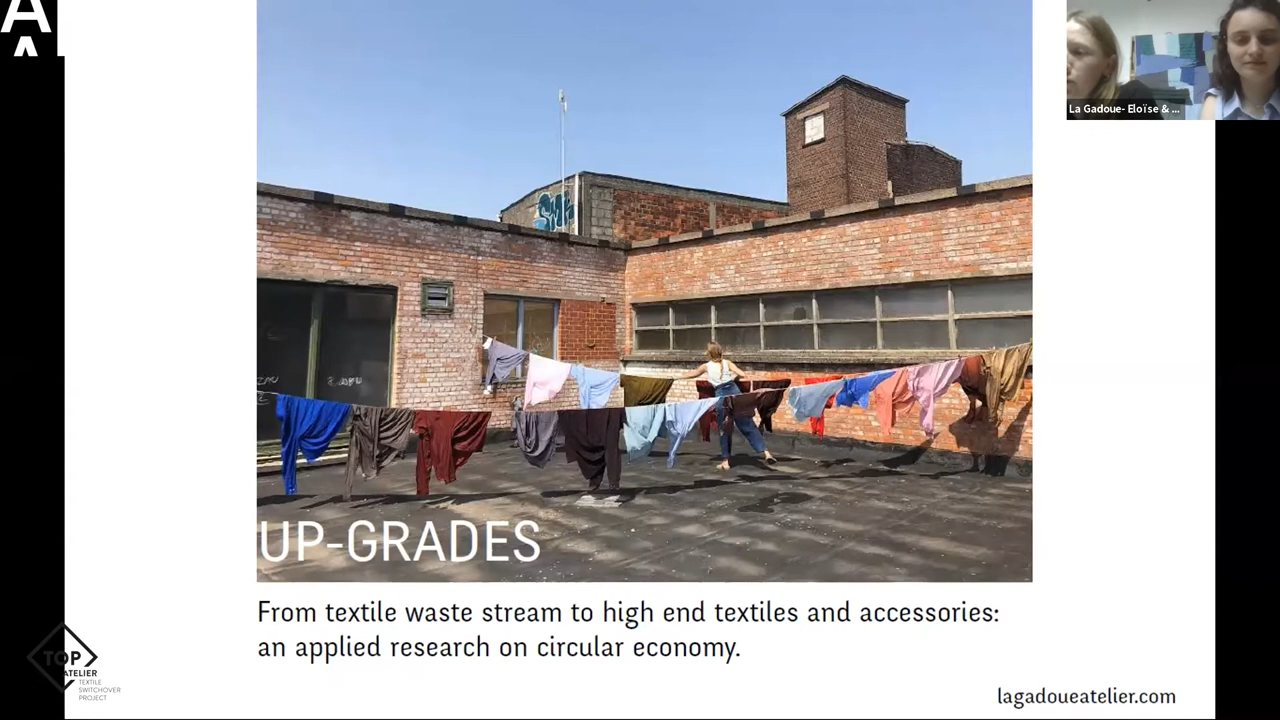 La Gadoue- Eloïse & ...
UP-GRADES
From textile waste stream to high end textiles and accessories:
an applied research on circular economy.
TOP
ATELIER
TEXTILE
SWITCHOVER
PROJECT
lagadoueatelier.com